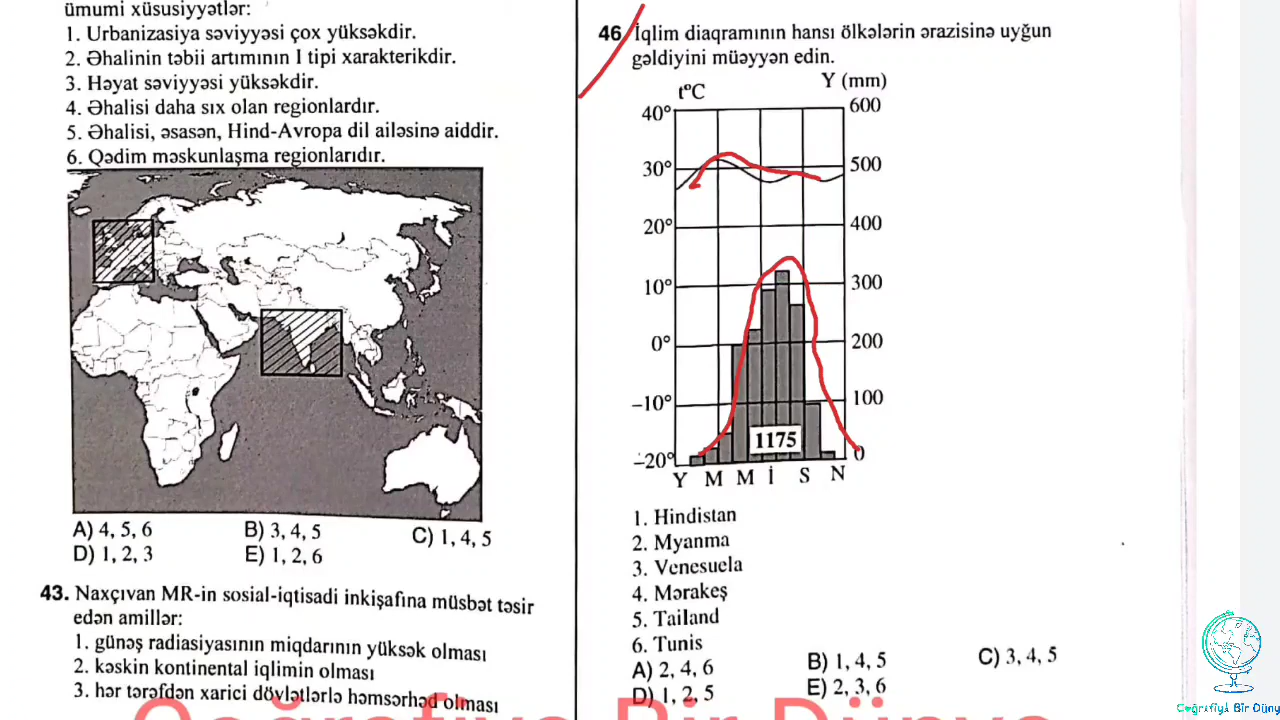 ümumi xüsusiyyətlər:
1. Urbanizasiya səviyyəsi çox yüksəkdir.
2. Əhalinin təbii artımının I tipi xarakterikdir.
3. Həyat səviyyəsi yüksəkdir.
4. Əhalisi daha sıx olan regionlardır.
5. Əhalisi, əsasən, Hind-Avropa dil ailəsinə aiddir.
6. Qədim məskunlaşma regionlarıdır.
A) 4, 5, 6
B) 3, 4, 5
C) 1, 4, 5
D) 1, 2, 3
E) 1, 2, 6
43. Naxçıvan MR-in sosial-iqtisadi inkişafına müsbət təsir
edən amillər:
1. günəş radiasiyasının miqdarının yüksək olması
2. kəskin kontinental iqlimin olması
3. hər tərəfdən xarici dövlətlərlə həmsərhəd olması
46. İqlim diaqramının hansı ölkələrin ərazisinə uyğun
gəldiyini müəyyən edin.
t°C
Y (mm)
40°
600
30°
500
20°
400
10°
300
0°
200
–10°
100
–20°
0
1175
Y M M İ S N
1. Hindistan
2. Myanma
3. Venesuela
4. Mərakeş
5. Tailand
6. Tunis
A) 2, 4, 6
B) 1, 4, 5
C) 3, 4, 5
D) 1, 2, 5
E) 2, 3, 6
Coğrafiya Bir Dünya